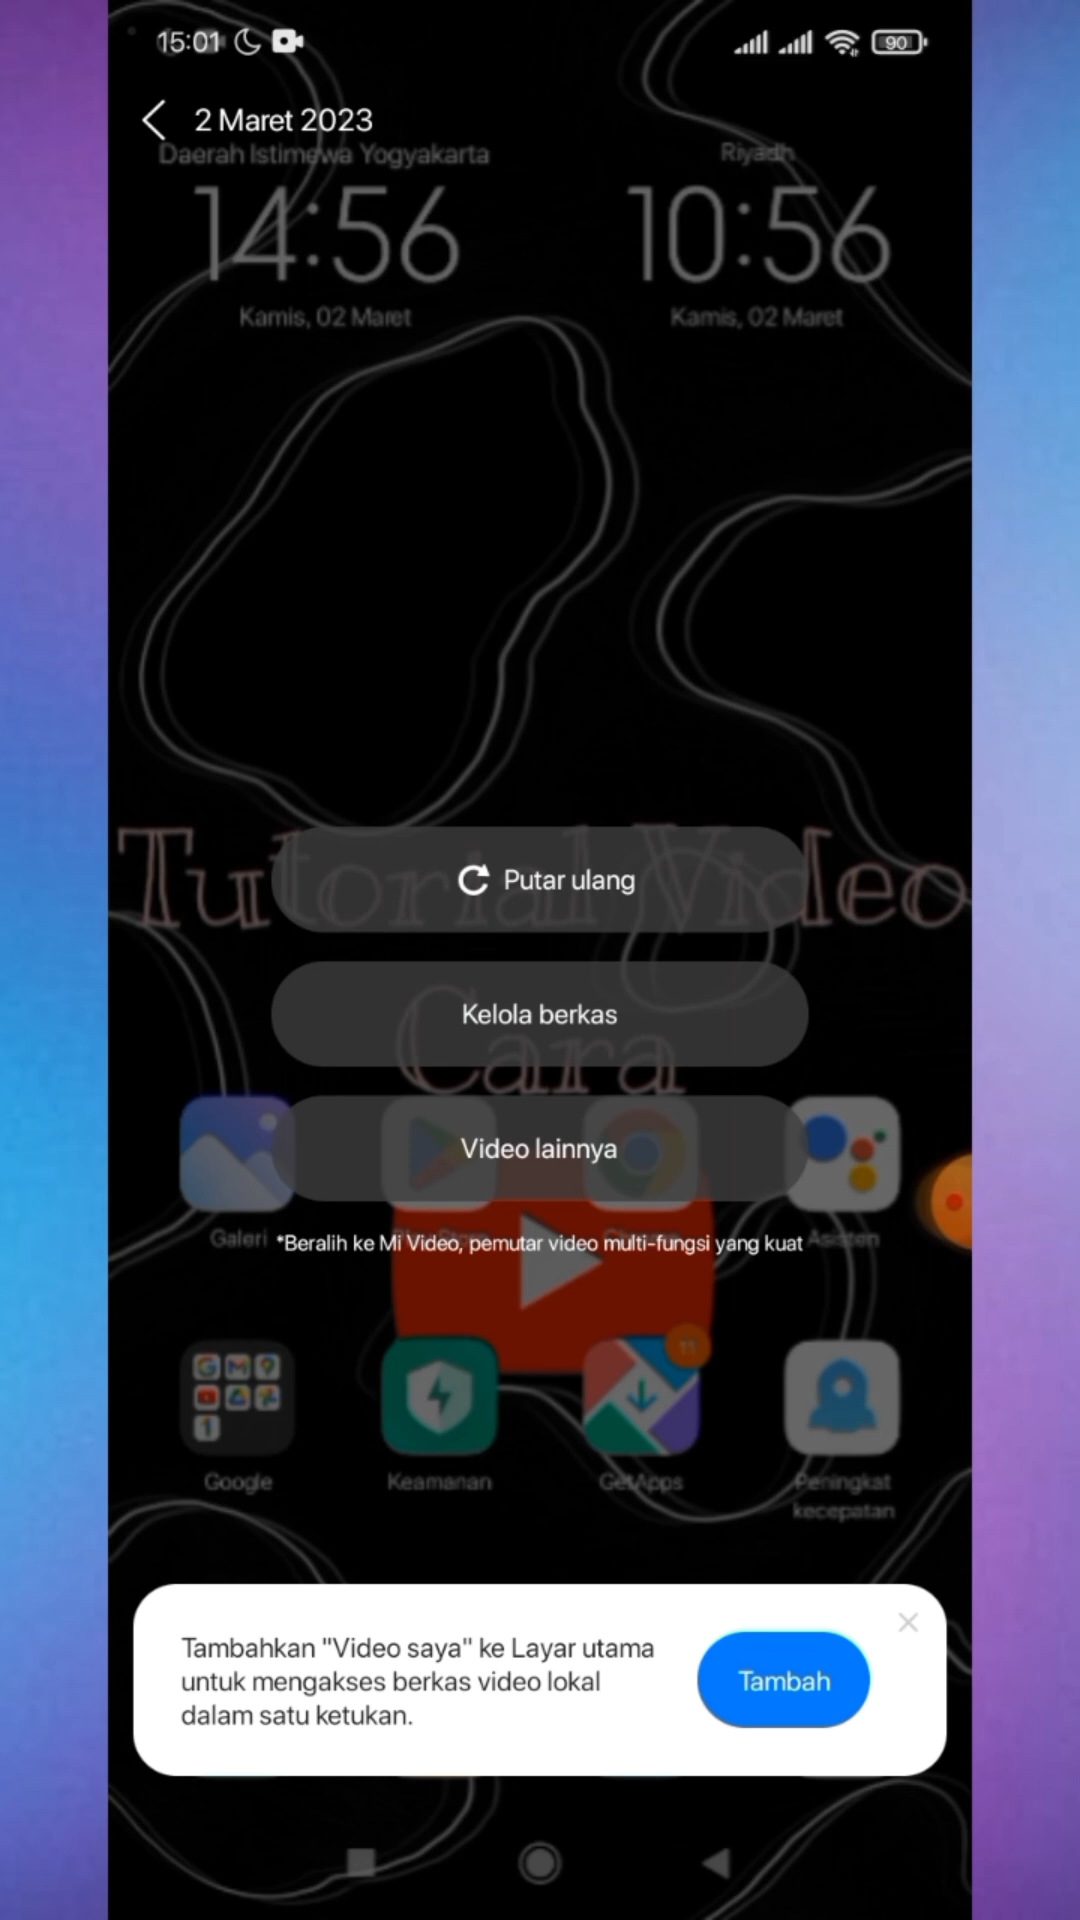 15:01
90
2 Maret 2023
Daerah Istimewa Yogyakarta
Riyadh
14:56
10:56
Kamis, 02 Maret
Kamis, 02 Maret
Tutorial Video
Putar ulang
Kelola berkas
Cara
Video lainnya
Galeri
Asisten
*Beralih ke Mi Video, pemutar video multi-fungsi yang kuat
11
Google
Keamanan
GetApps
Peningkat
kecepatan
Tambahkan "Video saya" ke Layar utama
untuk mengakses berkas video lokal
dalam satu ketukan.
Tambah